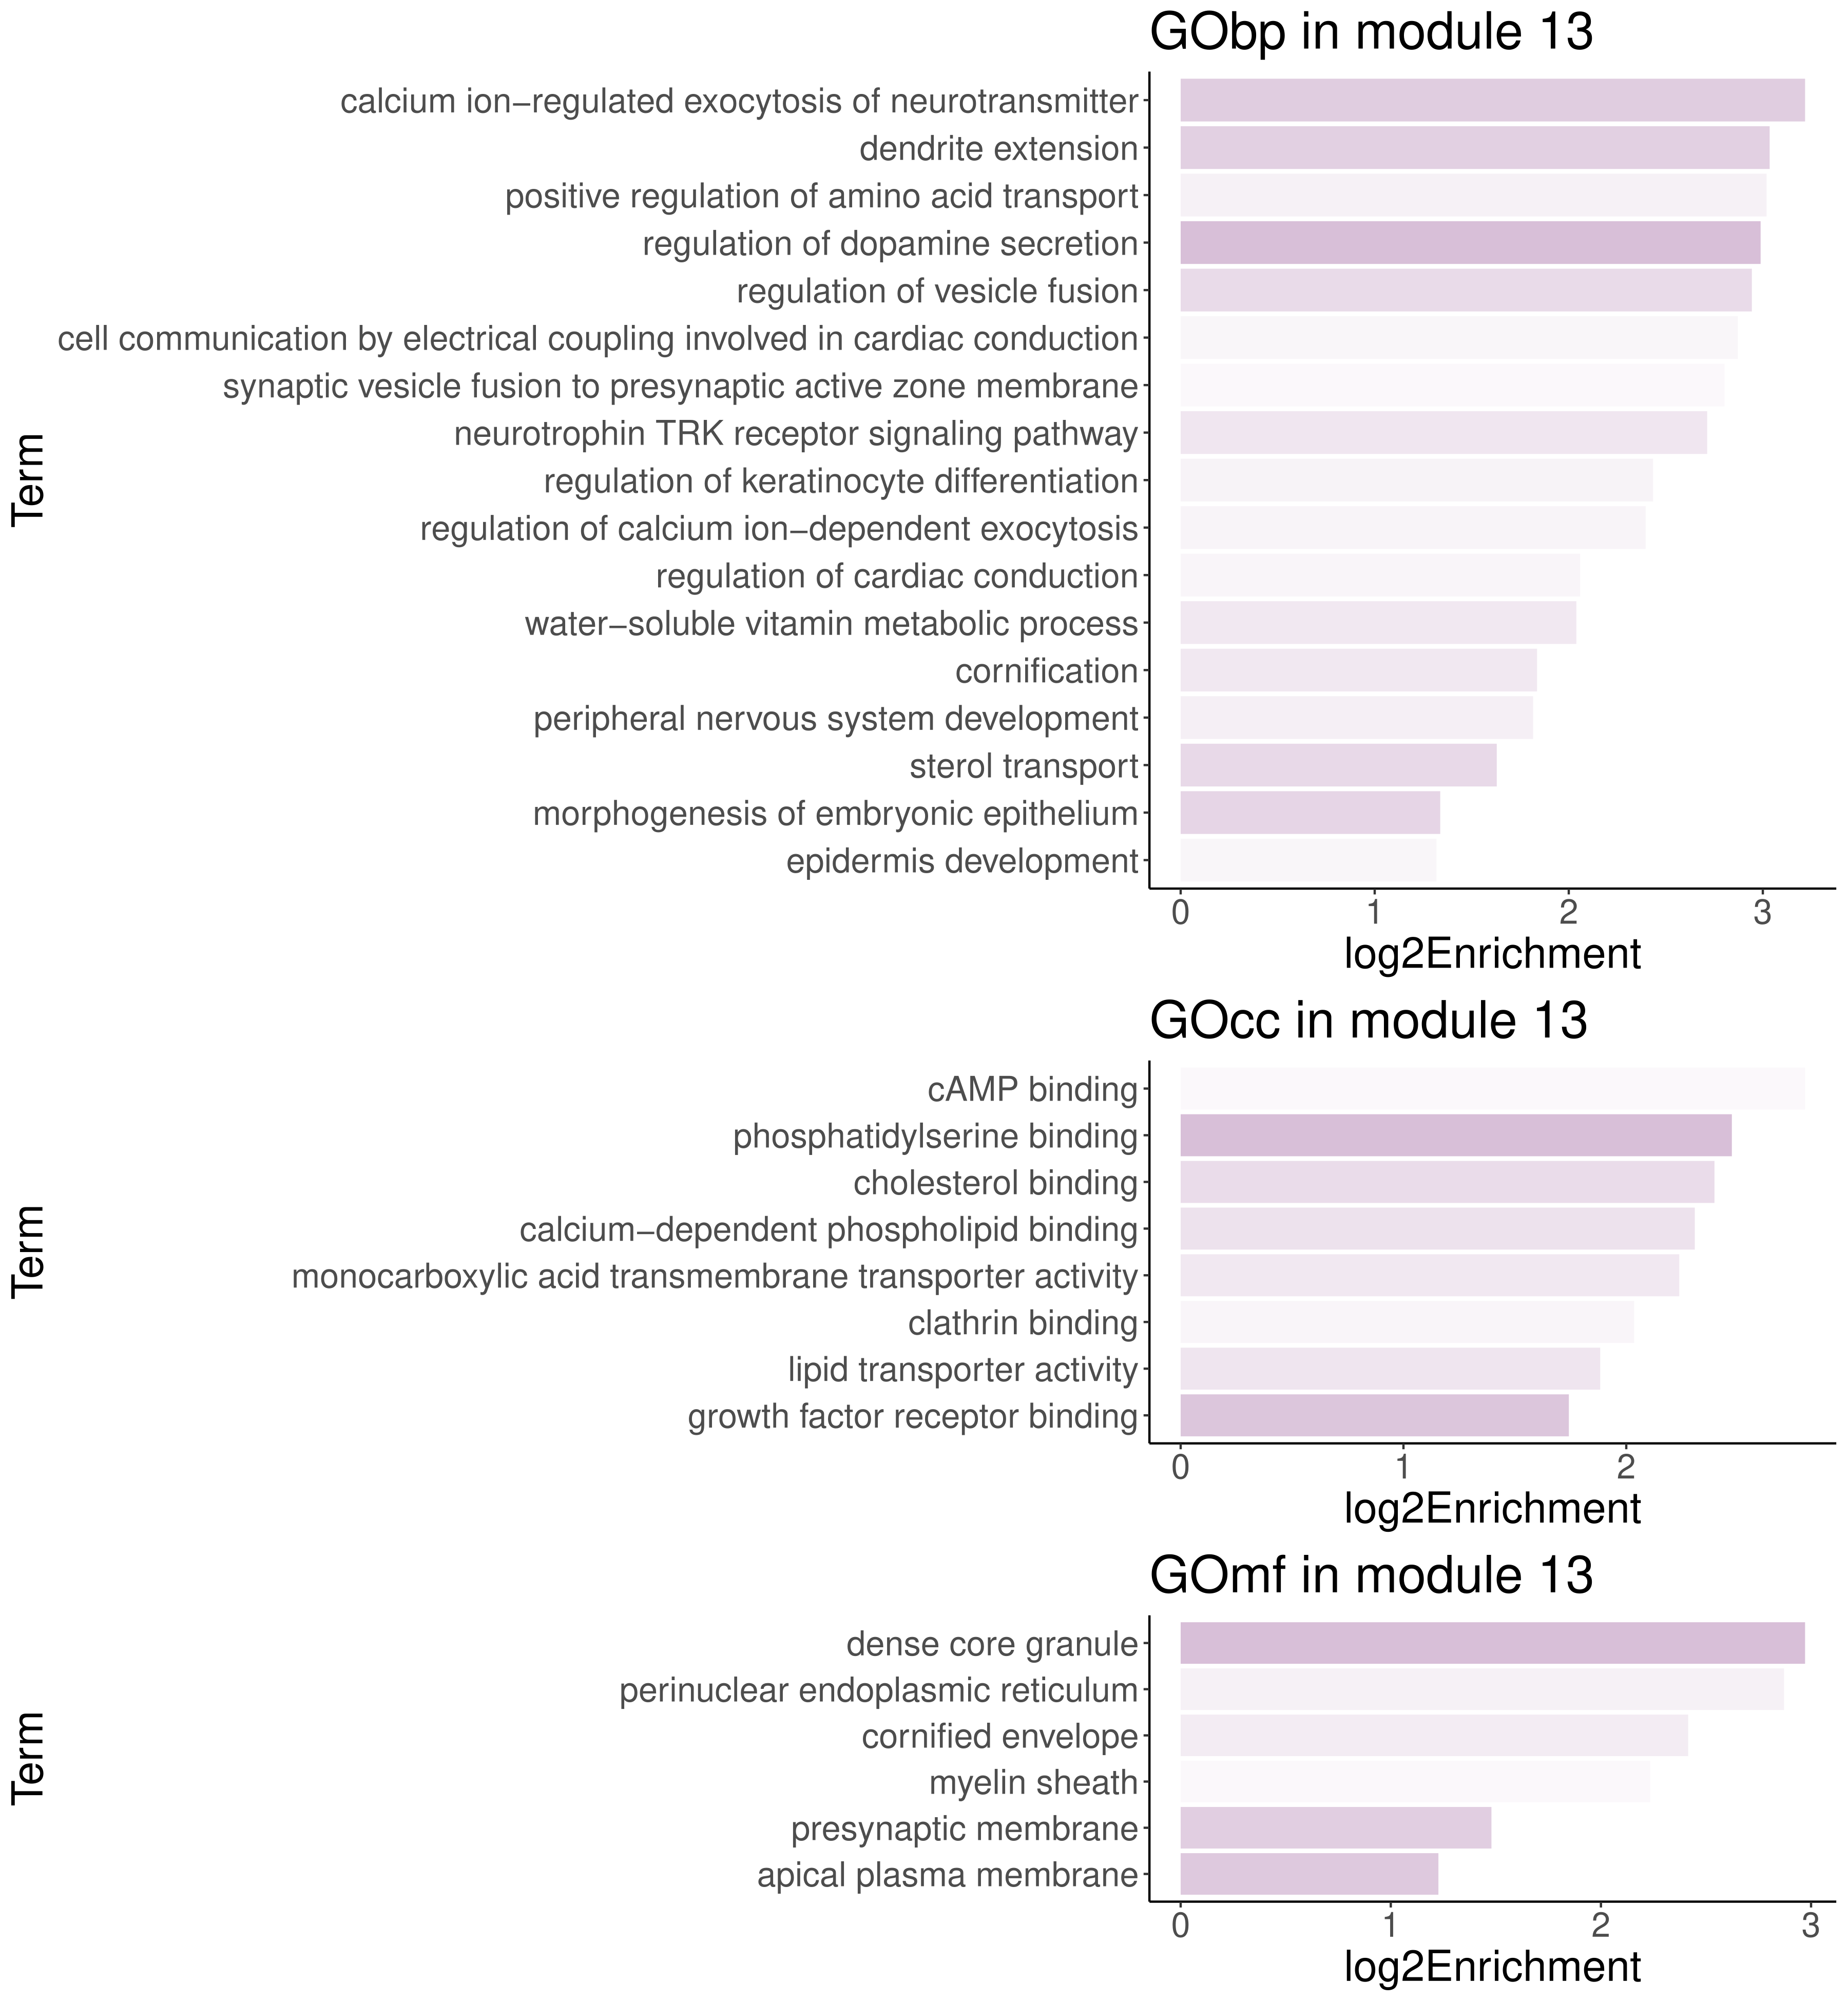 GObp in module 13
calcium ion−regulated exocytosis of neurotransmitter
dendrite extension
positive regulation of amino acid transport
regulation of dopamine secretion
regulation of vesicle fusion
cell communication by electrical coupling involved in cardiac conduction
synaptic vesicle fusion to presynaptic active zone membrane
neurotrophin TRK receptor signaling pathway
regulation of keratinocyte differentiation
regulation of calcium ion−dependent exocytosis
regulation of cardiac conduction
water−soluble vitamin metabolic process
cornification
peripheral nervous system development
sterol transport
morphogenesis of embryonic epithelium
epidermis development
Term
0 1 2 3
log2Enrichment
GOcc in module 13
cAMP binding
phosphatidylserine binding
cholesterol binding
calcium−dependent phospholipid binding
monocarboxylic acid transmembrane transporter activity
clathrin binding
lipid transporter activity
growth factor receptor binding
Term
0 1 2
log2Enrichment
GOmf in module 13
dense core granule
perinuclear endoplasmic reticulum
cornified envelope
myelin sheath
presynaptic membrane
apical plasma membrane
Term
0 1 2 3
log2Enrichment